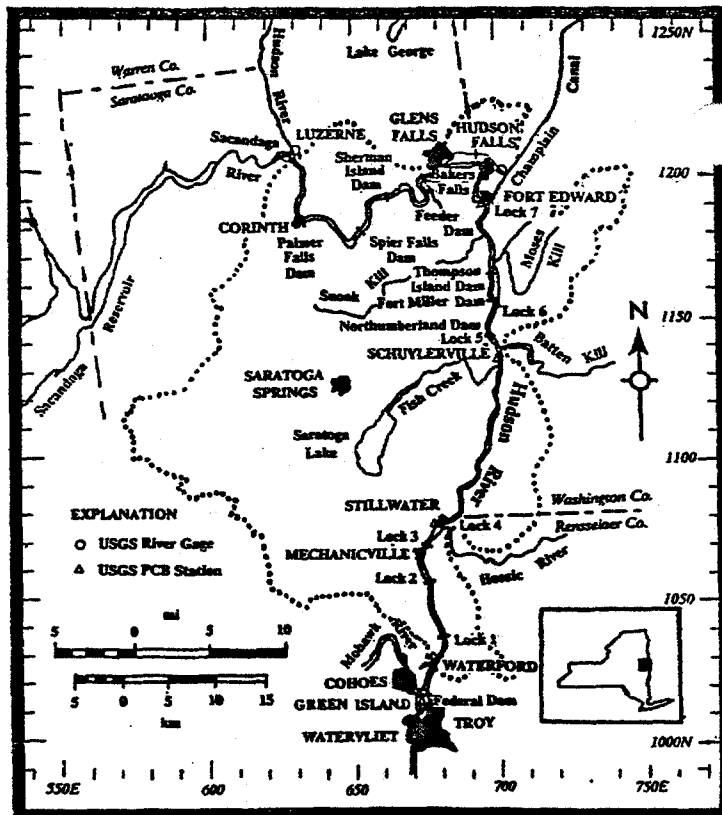 1250N
Hudson
River
Lake George
Canal
Warren Co.
Saratoga Co.
GLENS
FALLS
HUDSON
FALLS
Champlain
LUZERNE
Sacandaga
River
Sherman
Island
Dam
Bakers
Falls
1200
FORT EDWARD
Lock 7
Feeder
Dam
CORINTH
Palmer
Falls
Dam
Spier Falls
Dam
Moses
Kill
Snook
Kill
Thompson
Island Dam
Fort Miller Dam
Lock 6
Reservoir
Sacandaga
Northumberland Dam
Lock 5
1150
N
SCHUYLERVILLE
Batten
Kill
SARATOGA
SPRINGS
Fish Creek
Hudson
River
Saratoga
Lake
1100
STILLWATER
Washington Co.
Rensselaer Co.
Lock 4
EXPLANATION
USGS River Gage
USGS PCB Station
Lock 3
MECHANICVILLE
Hoosic
River
Lock 2
1050
mi
5 0 5 10
Mohawk
River
Lock 1
WATERFORD
COHOES
5 0 5 10 15
km
GREEN ISLAND
Federal Dam
WATERVLIET
TROY
1000N
550E 600 650 700 750E